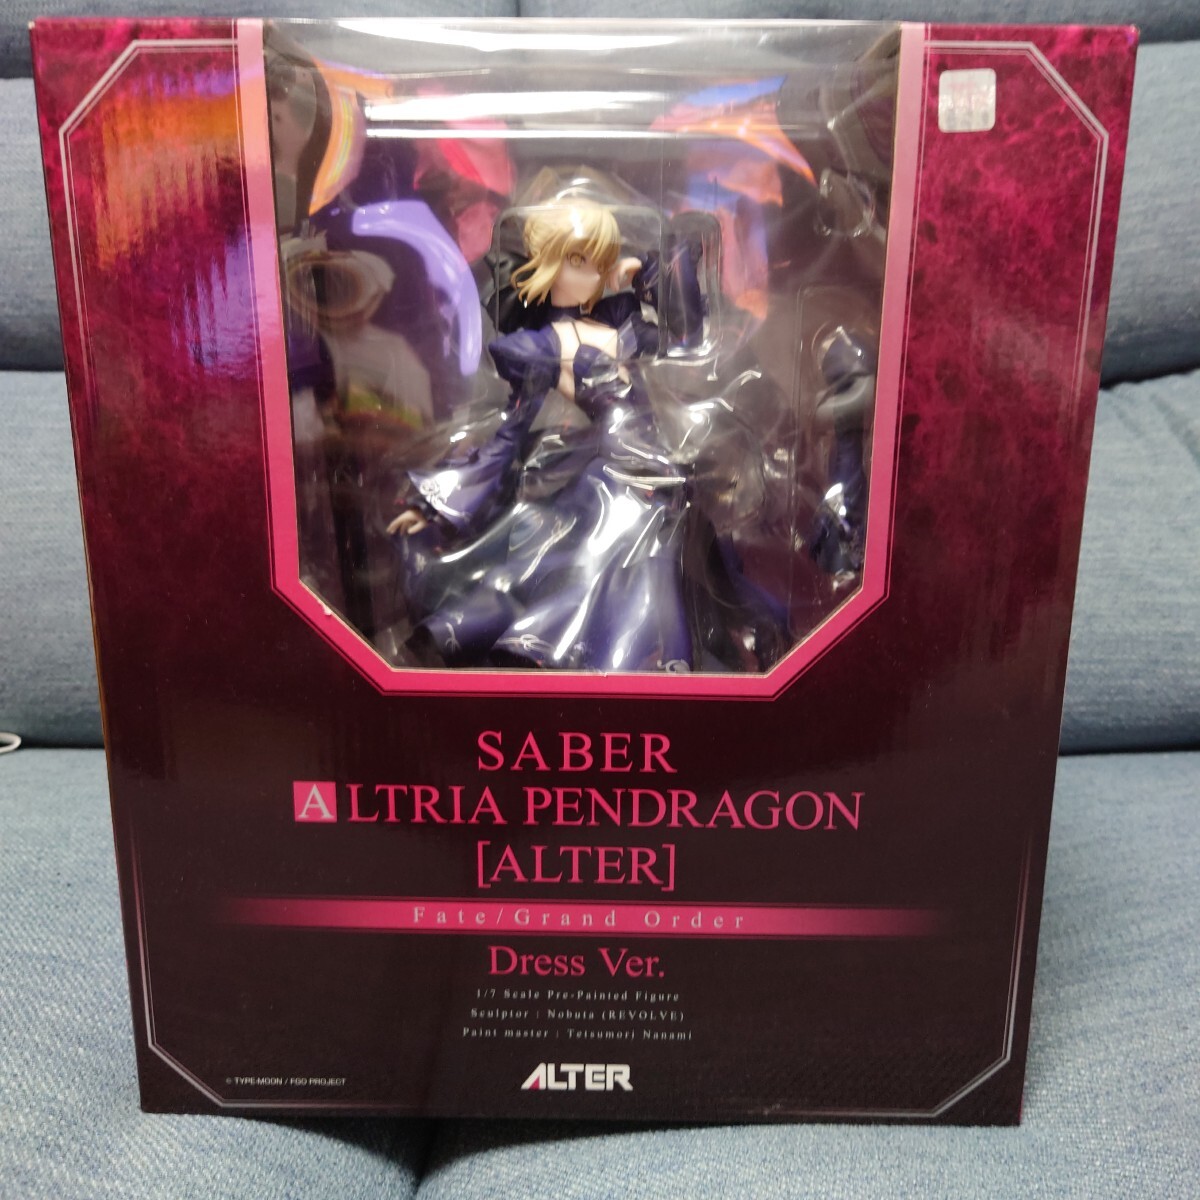 SABER
ALTRIA PENDRAGON
[ALTER]
Fate/Grand Order
Dress Ver.
1/7 Scale Pre-Painted Figure
Sculptor : Nobuta (REVOLVE)
Paint master : Tetsumori Nanami
ALTER
© TYPE-MOON / FGO PROJECT